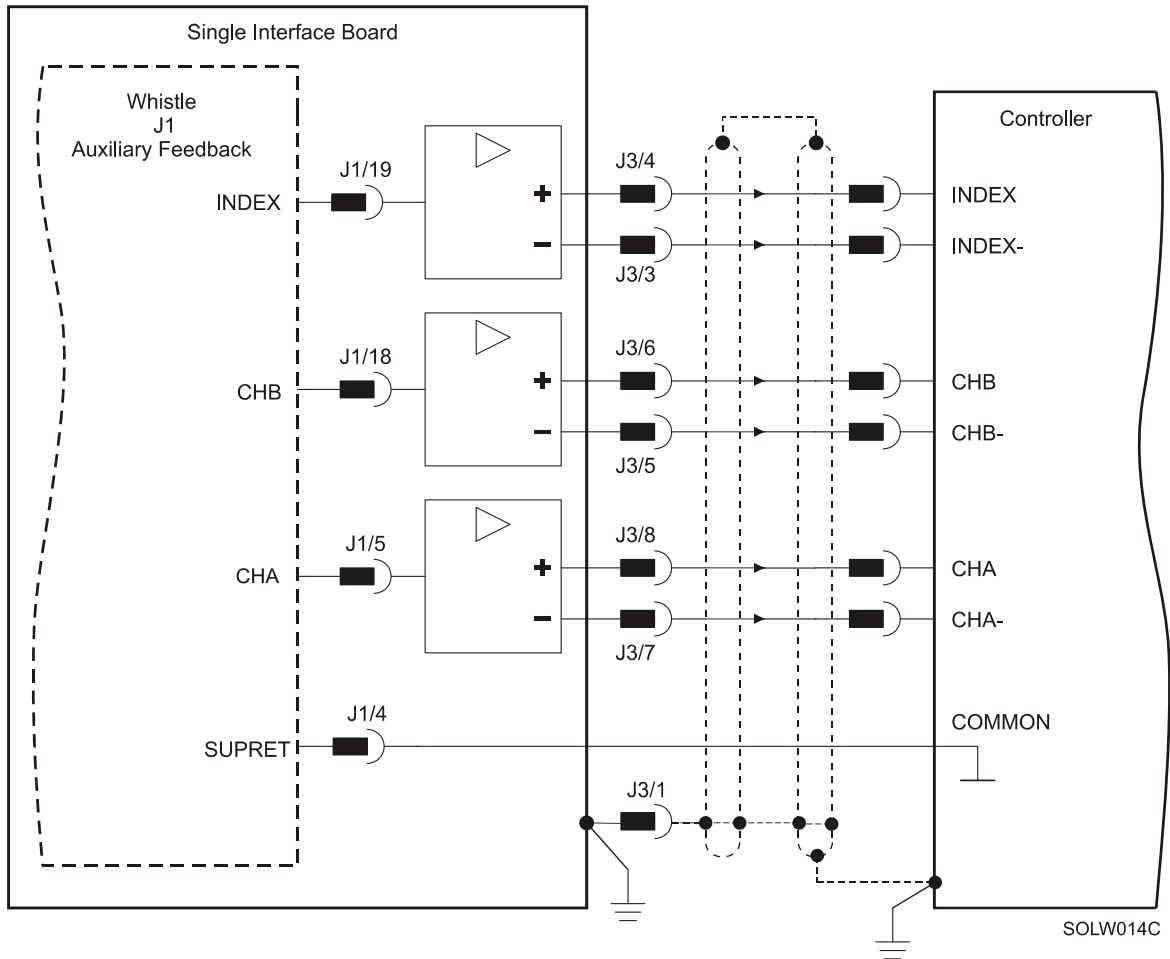 Single Interface Board
Whistle
J1
Auxiliary Feedback
Controller
INDEX
J1/19
+
-
J3/4
J3/3
INDEX
INDEX-
CHB
J1/18
+
-
J3/6
J3/5
CHB
CHB-
CHA
J1/5
+
-
J3/8
J3/7
CHA
CHA-
SUPRET
J1/4
COMMON
J3/1
SOLW014C